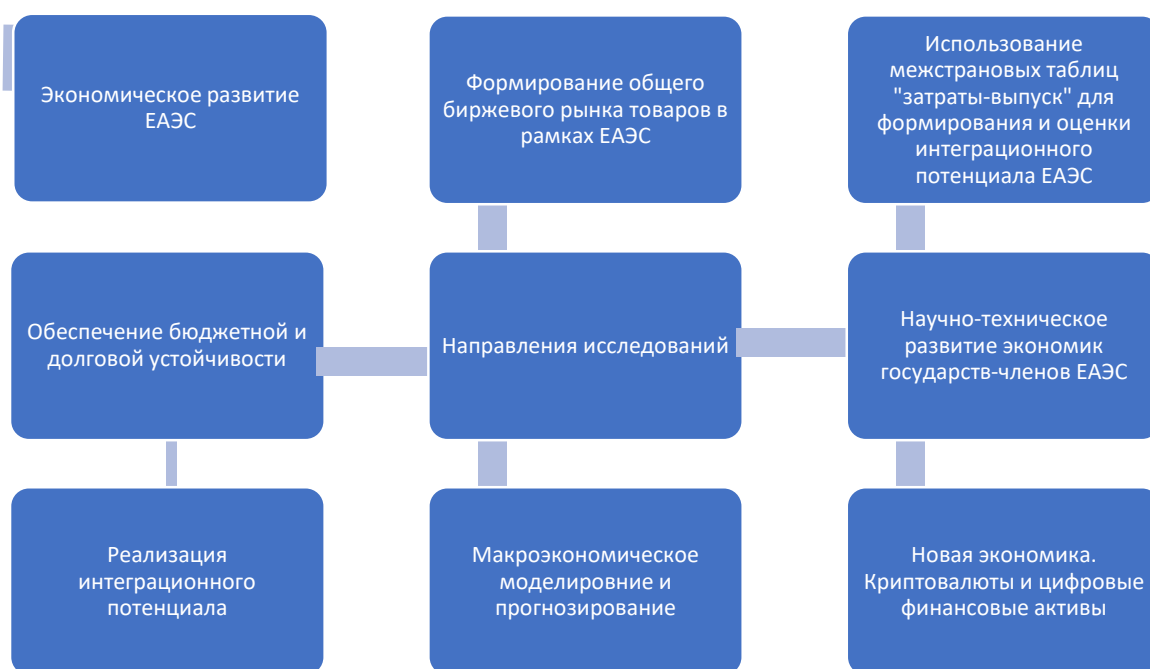 Экономическое развитие
ЕАЭС
Формирование общего
биржевого рынка товаров в
рамках ЕАЭС
Использование
межстрановых таблиц
"затраты-выпуск" для
формирования и оценки
интеграционного
потенциала ЕАЭС
Обеспечение бюджетной и
долговой устойчивости
Направления исследований
Научно-техническое
развитие экономик
государств-членов ЕАЭС
Реализация
интеграционного
потенциала
Макроэкономическое
моделировние и
прогнозирование
Новая экономика.
Криптовалюты и цифровые
финансовые активы